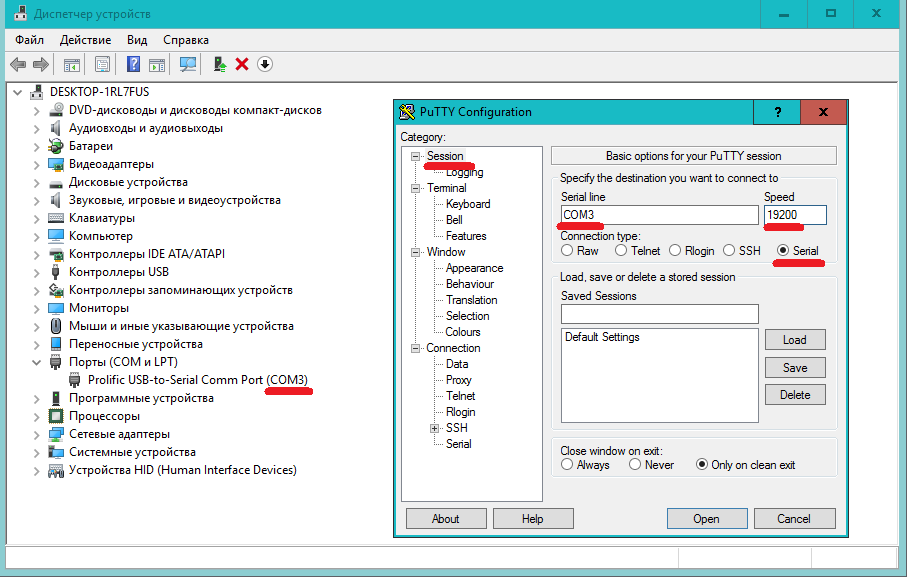 Диспетчер устройств
Файл Действие Вид Справка
DESKTOP-1RL7FUS
DVD-дисководы и дисководы компакт-дисков
Аудиовходы и аудиовыходы
Батареи
Видеоадаптеры
Дисковые устройства
Звуковые, игровые и видеоустройства
Клавиатуры
Компьютер
Контроллеры IDE ATA/ATAPI
Контроллеры USB
Контроллеры запоминающих устройств
Мониторы
Мыши и иные указывающие устройства
Переносные устройства
Порты (COM и LPT)
Prolific USB-to-Serial Comm Port (COM3)
Программные устройства
Процессоры
Сетевые адаптеры
Системные устройства
Устройства HID (Human Interface Devices)
PuTTY Configuration
?
Category:
Session
Logging
Terminal
Keyboard
Bell
Features
Window
Appearance
Behaviour
Translation
Selection
Colours
Connection
Data
Proxy
Telnet
Rlogin
SSH
Serial
Basic options for your PuTTY session
Specify the destination you want to connect to
Serial line Speed
COM3 19200
Connection type:
Raw Telnet Rlogin SSH Serial
Load, save or delete a stored session
Saved Sessions
Default Settings
Load
Save
Delete
Close window on exit:
Always Never Only on clean exit
About Help Open Cancel